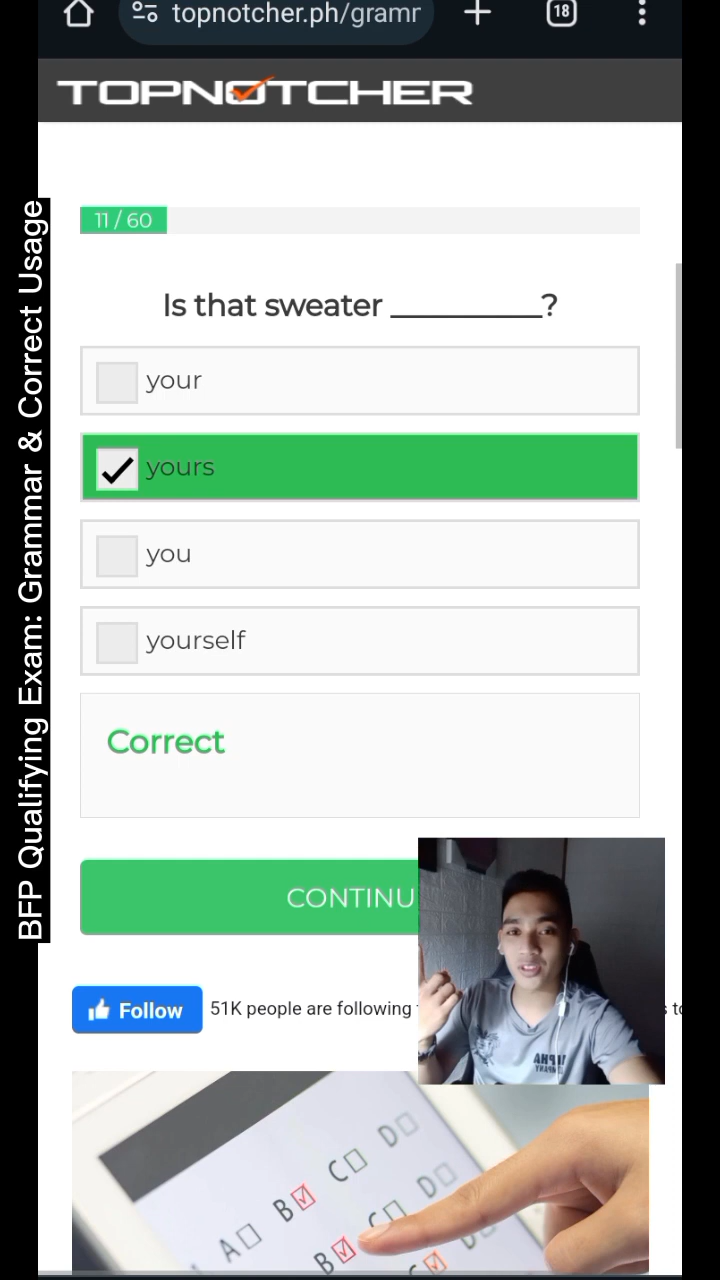 topnotcher.ph/gramr
18
TOPNOTCHER
BFP Qualifying Exam: Grammar & Correct Usage
11 / 60
Is that sweater __________?
your
yours
you
yourself
Correct
CONTINU
Follow
51K people are following
A B C D
B C D
C